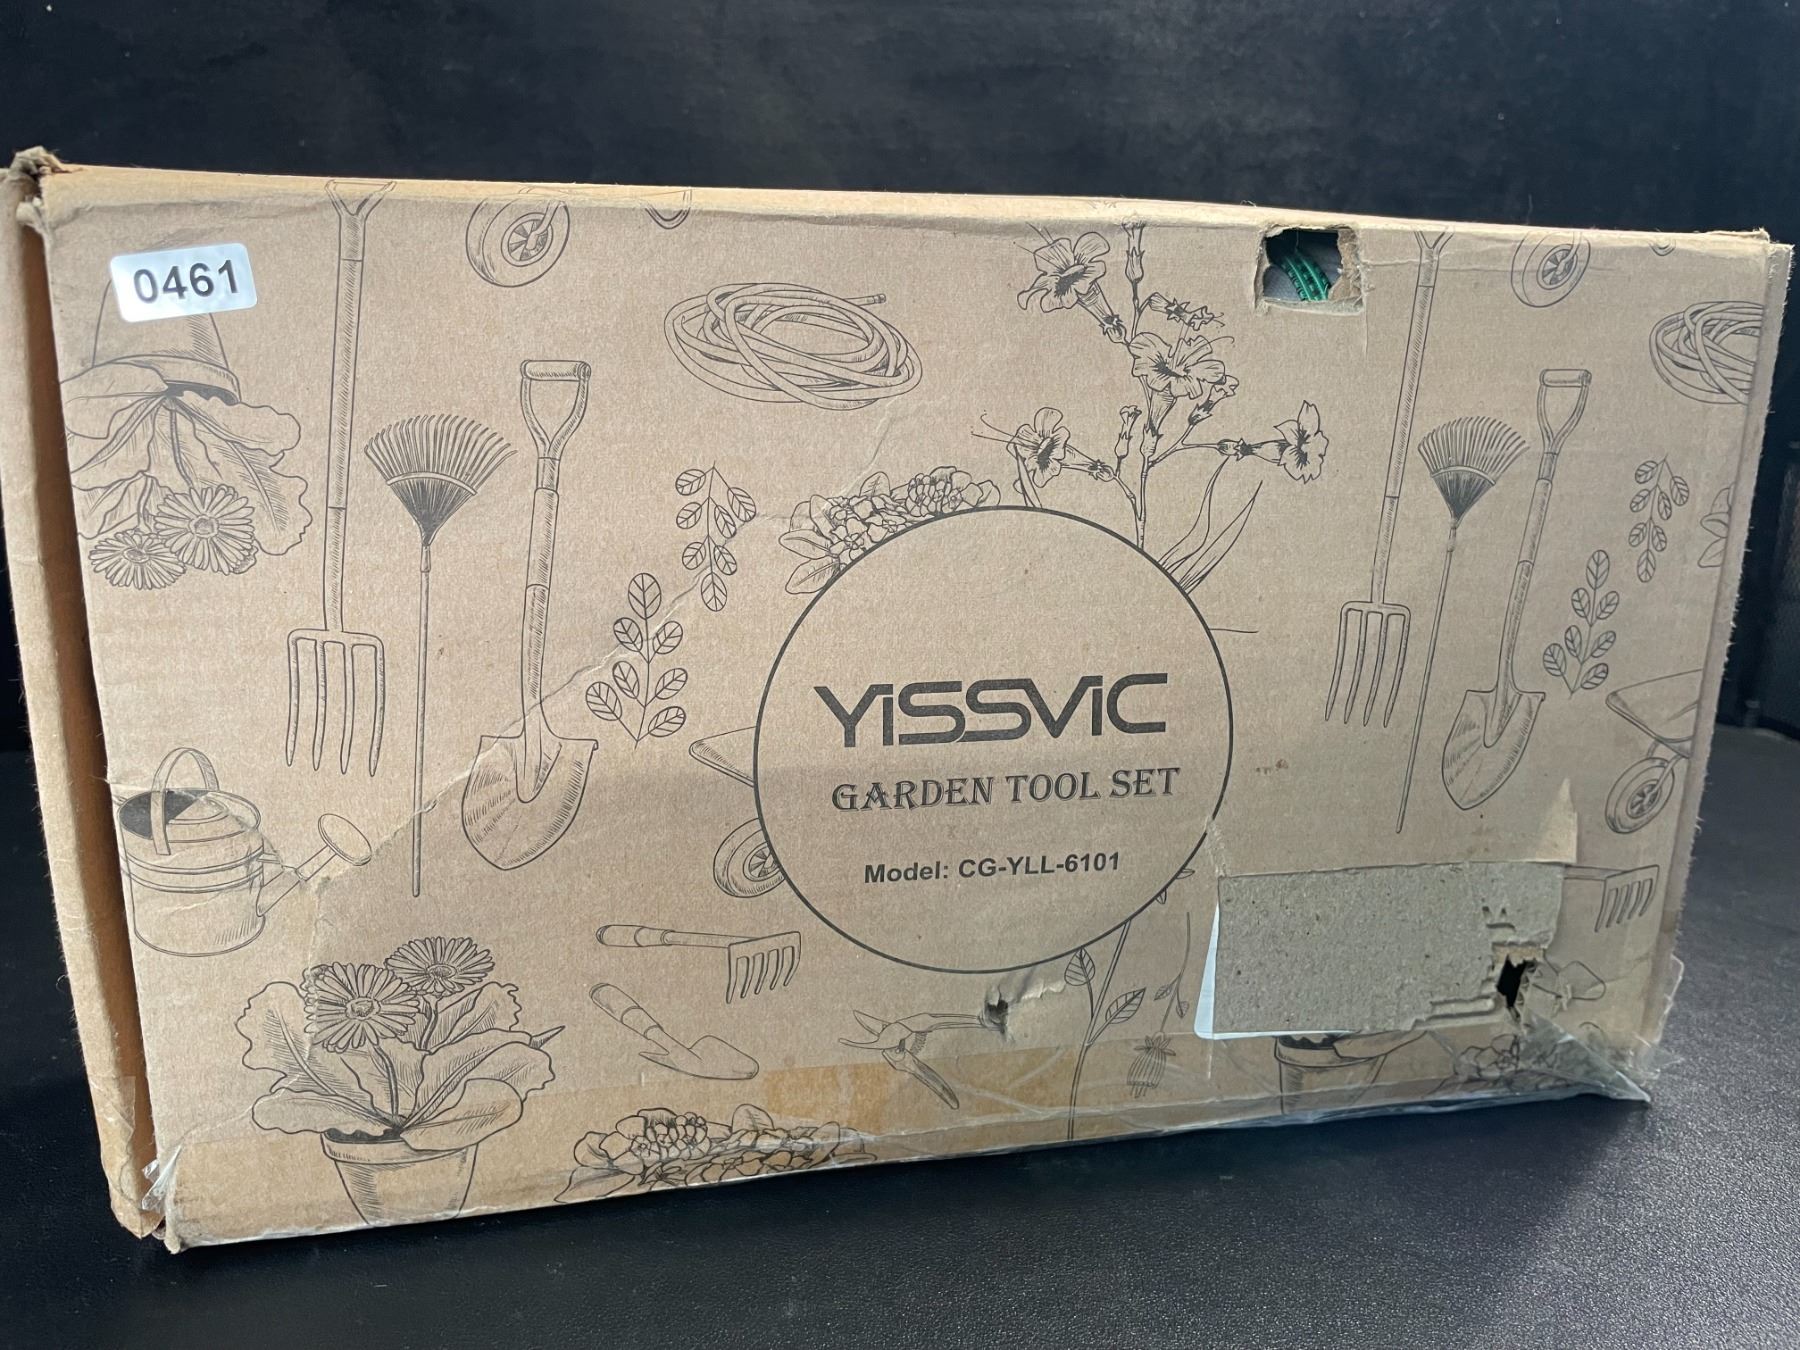 0461
YiSSViC
GARDEN TOOL SET
Model: CG-YLL-6101